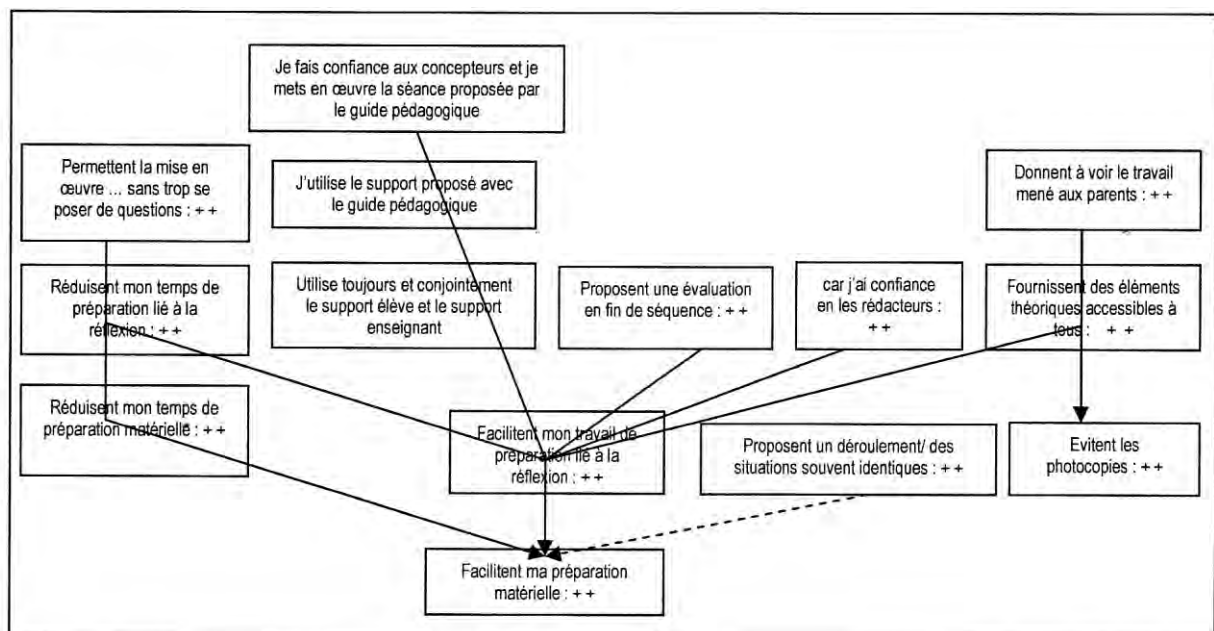 Je fais confiance aux concepteurs et je
mets en œuvre la séance proposée par
le guide pédagogique
Permettent la mise en
œuvre ... sans trop se
poser de questions : + +
J'utilise le support proposé avec
le guide pédagogique
Donnent à voir le travail
mené aux parents : + +
Réduisent mon temps de
préparation lié à la
réflexion : + +
Utilise toujours et conjointement
le support élève et le support
enseignant
Proposent une évaluation
en fin de séquence : + +
car j'ai confiance
en les rédacteurs :
+ +
Fournissent des éléments
théoriques accessibles à
tous : + +
Réduisent mon temps de
préparation matérielle : + +
Facilitent mon travail de
préparation lié à la
réflexion : + +
Proposent un déroulement/ des
situations souvent identiques : + +
Evitent les
photocopies : + +
Facilitent ma préparation
matérielle : + +